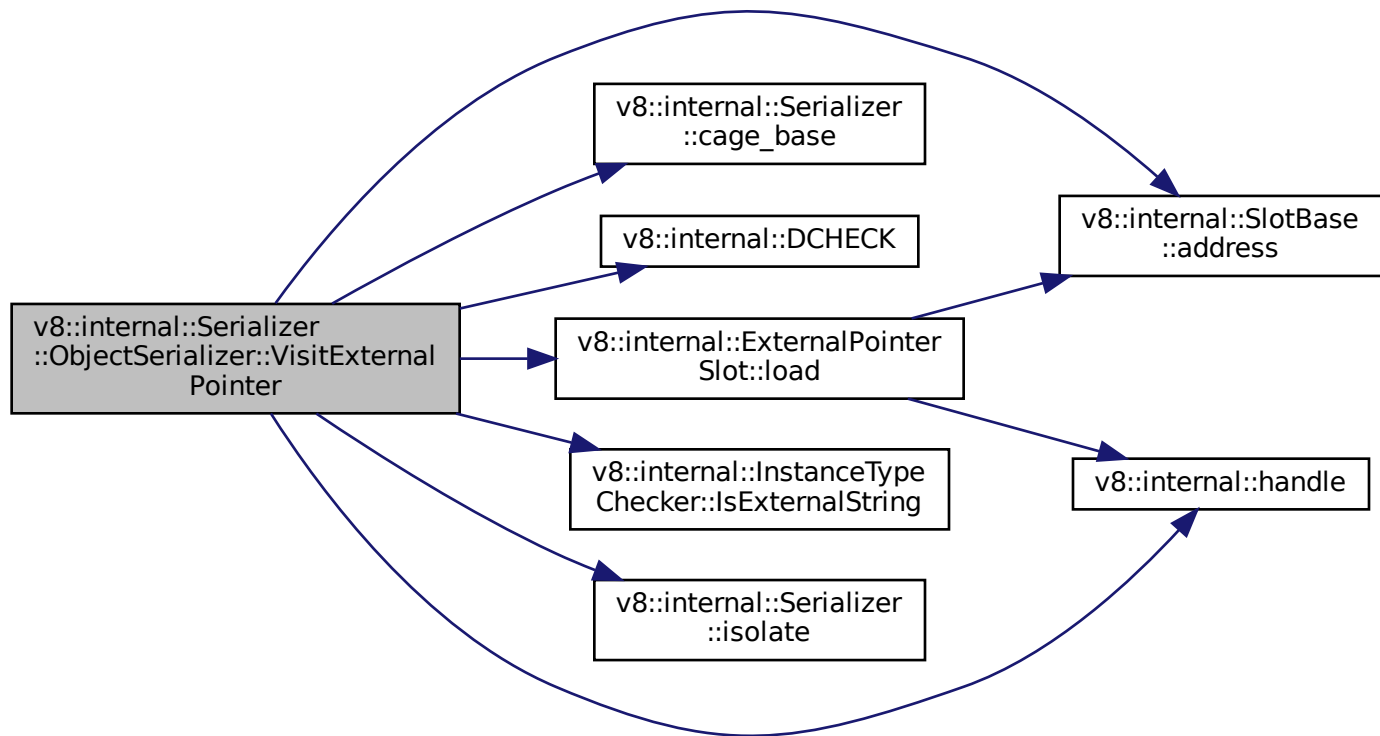 v8::internal::Serializer
::cage_base
v8::internal::SlotBase
::address
v8::internal::DCHECK
v8::internal::Serializer
::ObjectSerializer::VisitExternal
Pointer
v8::internal::ExternalPointer
Slot::load
v8::internal::InstanceType
Checker::IsExternalString
v8::internal::handle
v8::internal::Serializer
::isolate